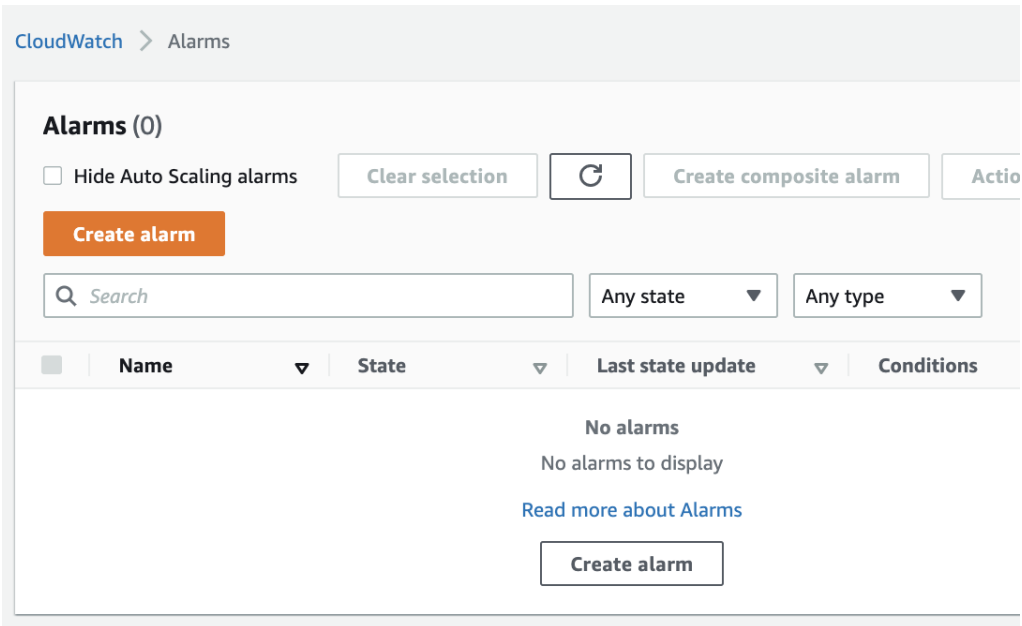 CloudWatch > Alarms
Alarms (0)
Hide Auto Scaling alarms Clear selection Create composite alarm Actio
Create alarm
Search Any state Any type
Name State Last state update Conditions
No alarms
No alarms to display
Read more about Alarms
Create alarm